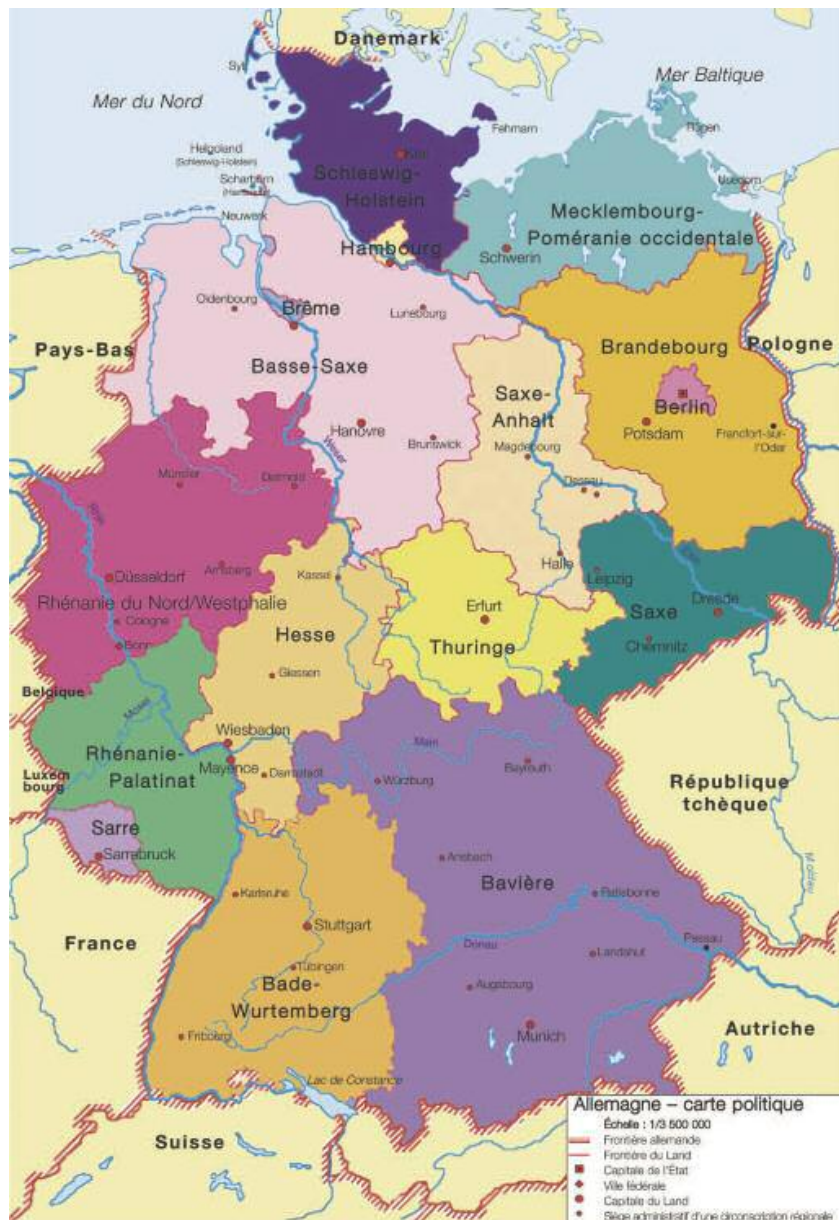 Danemark
Mer du Nord
Mer Baltique
Sylt
Fehmarn
Rügen
Helgoland
(Schleswig-Holstein)
Kiel
Schleswig-
Holstein
Scharhörn
Usedom
Neuwerk
Mecklembourg-
Poméranie occidentale
Hambourg
Schwerin
Oldenbourg
Lunebourg
Brême
Pays-Bas
Brandebourg
Pologne
Basse-Saxe
Saxe-
Anhalt
Berlin
Hanovre
Brunswick
Potsdam
Francfort-sur-
l'Oder
Magdebourg
Weser
Münster
Detmold
Dessau
Rhin
Halle
Elbe
Düsseldorf
Arnsberg
Kassel
Leipzig
Rhénanie du Nord/Westphalie
Erfurt
Saxe
Dresde
Cologne
Hesse
Thuringe
Bonn
Chemnitz
Giessen
Belgique
Mosel
Wiesbaden
Rhénanie-
Palatinat
Mayence
Main
Luxem
bourg
Darmstadt
Würzburg
Bayrouth
République
tchèque
Sarre
Sarrebruck
Ansbach
Moldau
Bavière
Karlsruhe
Ratisbonne
Stuttgart
France
Donau
Passau
Landshut
Tübingen
Bade-
Wurtemberg
Augsbourg
Fribourg
Munich
Autriche
Lac de Constance
Suisse
Allemagne – carte politique
Échelle : 1/3 500 000
Frontière allemande
Frontière du Land
Capitale de l'État
Ville fédérale
Capitale du Land
Siège administratif d'une circonscription régionale